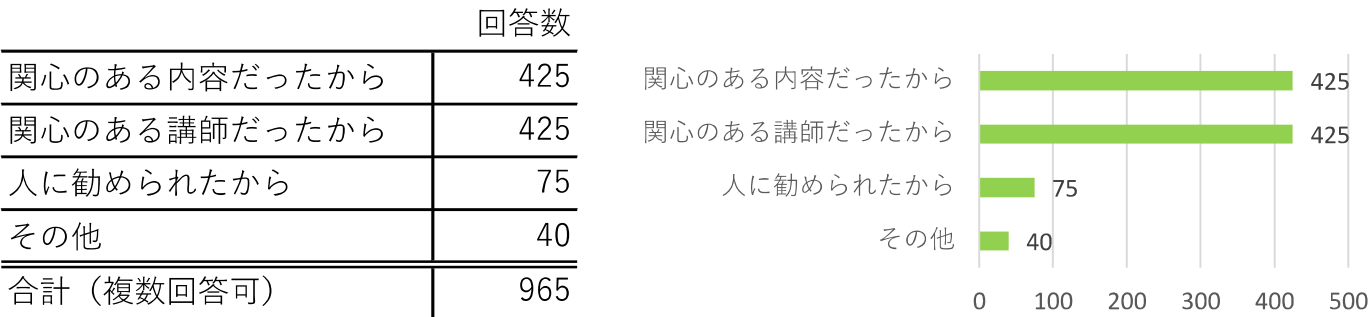 回答数
関心のある内容だったから 425
関心のある講師だったから 425
人に勧められたから 75
その他 40
合計（複数回答可） 965
関心のある内容だったから 425
関心のある講師だったから 425
人に勧められたから 75
その他 40
0 100 200 300 400 500